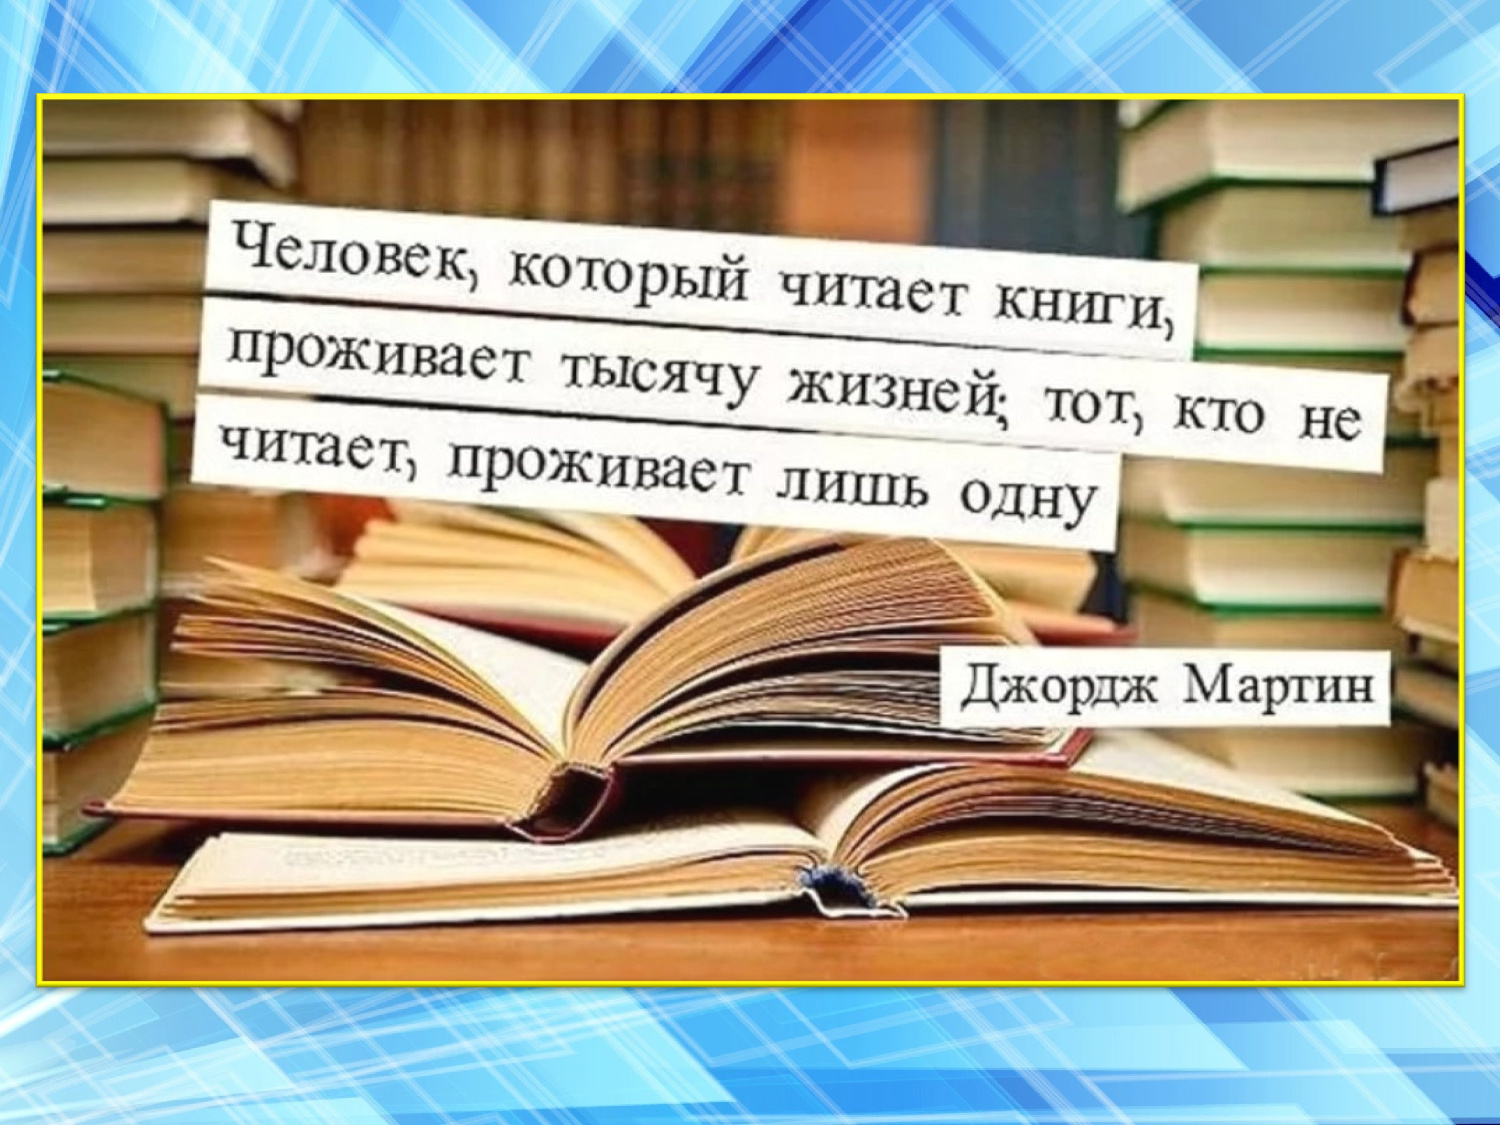 Человек, который читает книги,
проживает тысячу жизней; тот, кто не
читает, проживает лишь одну
Джордж Мартин